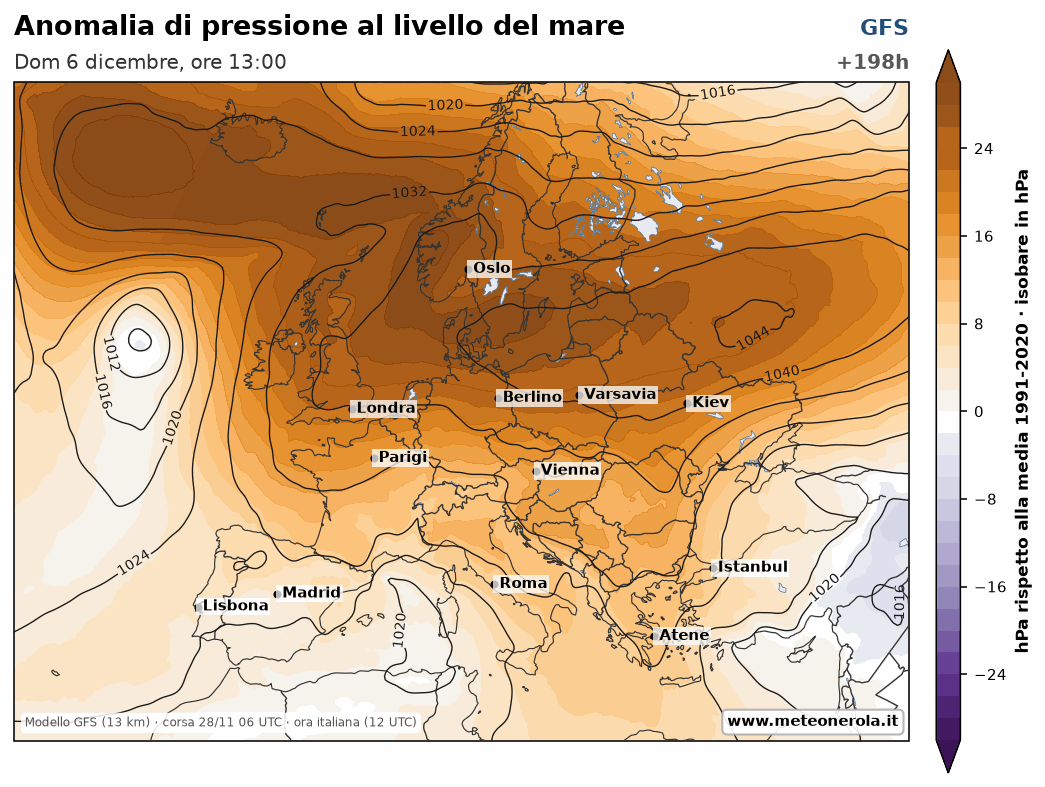 Anomalia di pressione al livello del mare
GFS
Dom 6 dicembre, ore 13:00
+198h
1016
1020
1024
1032
24
16
8
0
−8
−16
−24
hPa rispetto alla media 1991-2020 · isobare in hPa
Oslo
1012
1044
1040
1016
Berlino
Varsavia
Kiev
Londra
1020
Parigi
Vienna
1024
Istanbul
Roma
Madrid
1020
1016
Lisbona
1020
Atene
Modello GFS (13 km) · corsa 28/11 06 UTC · ora italiana (12 UTC)
www.meteonerola.it